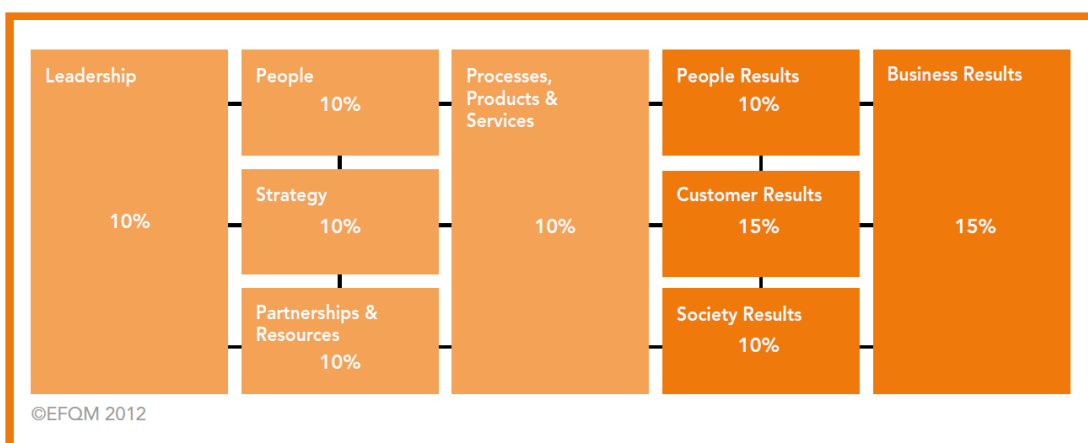 Leadership
10%
People
10%
Strategy
10%
Partnerships &
Resources
10%
Processes,
Products &
Services
10%
People Results
10%
Customer Results
15%
Society Results
10%
Business Results
15%
©EFQM 2012